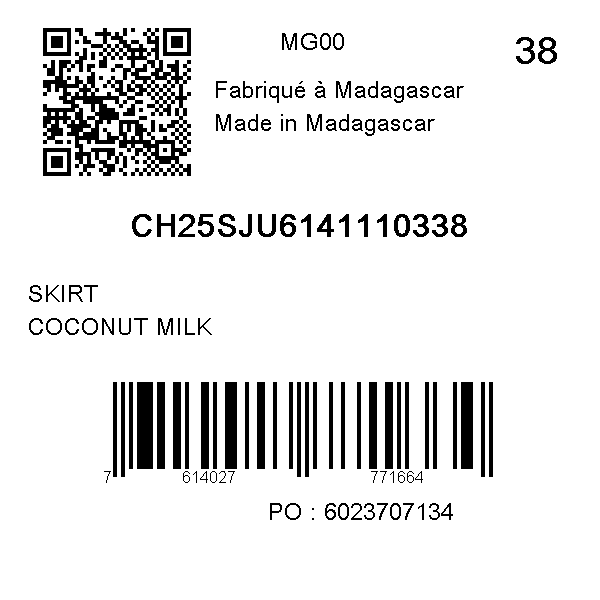 MG00
38
Fabriqué à Madagascar
Made in Madagascar
CH25SJU6141110338
SKIRT
COCONUT MILK
7 614027 771664
PO : 6023707134